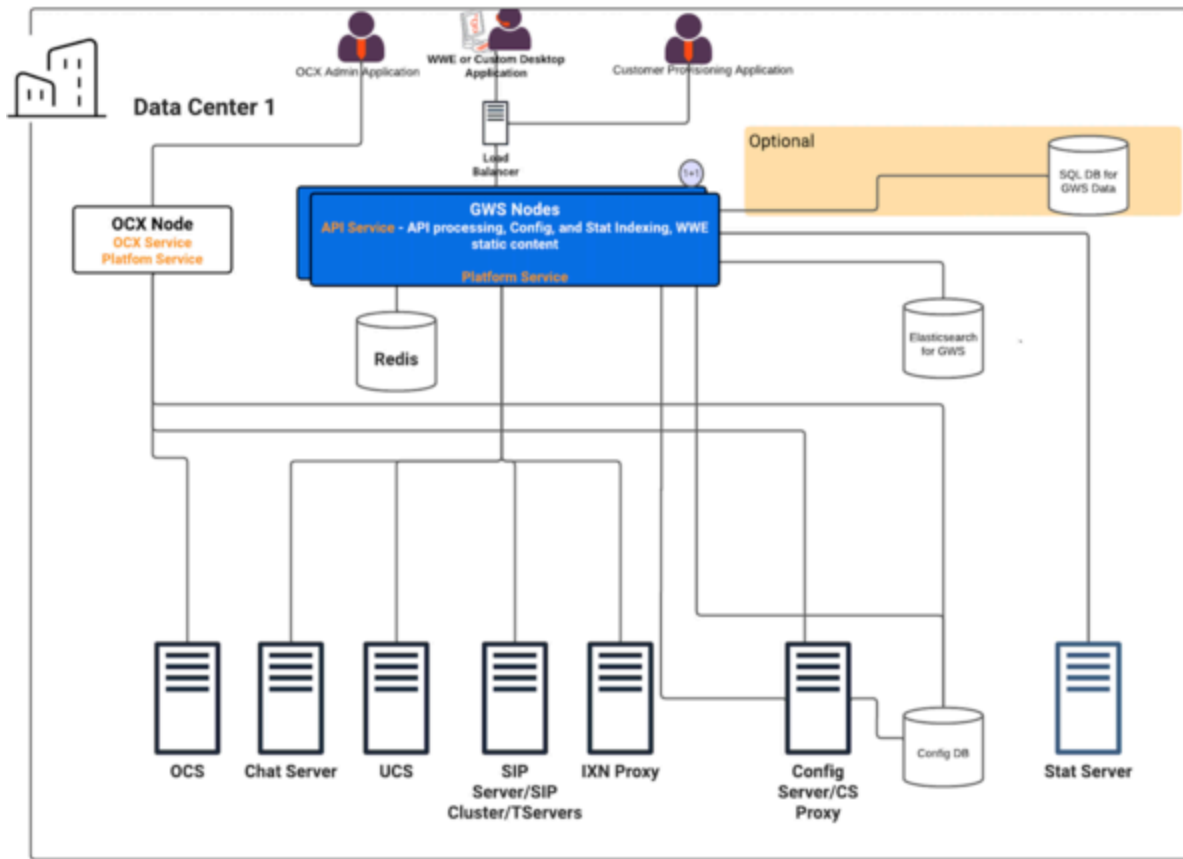 OCX Admin Application
WWE or Custom Desktop
Application
Customer Provisioning Application
Data Center 1
Load
Balancer
Optional
SQL DB for
GWS Data
1+1
OCX Node
OCX Service
Platfom Service
GWS Nodes
API Service - API processing, Config, and Stat Indexing, WWE
static content
Platform Service
Redis
Elasticsearch
for GWS
OCS
Chat Server
UCS
SIP
Server/SIP
Cluster/TServers
IXN Proxy
Config
Server/CS
Proxy
Config DB
Stat Server